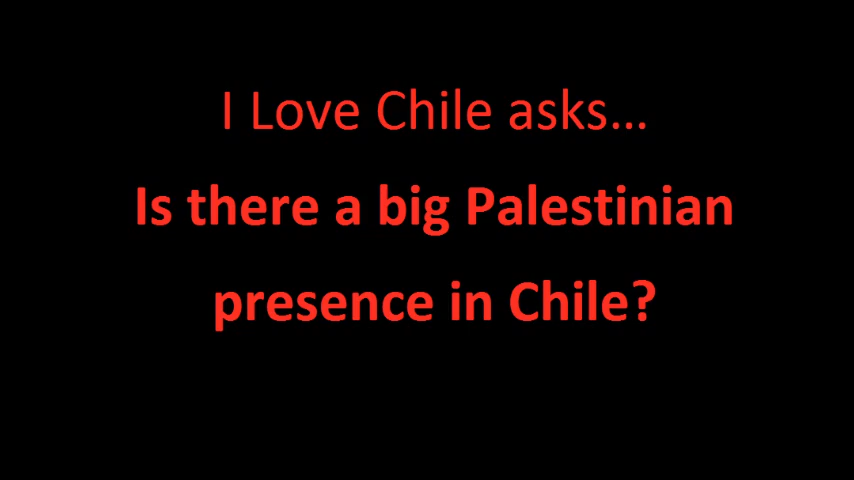 I Love Chile asks...
Is there a big Palestinian
presence in Chile?